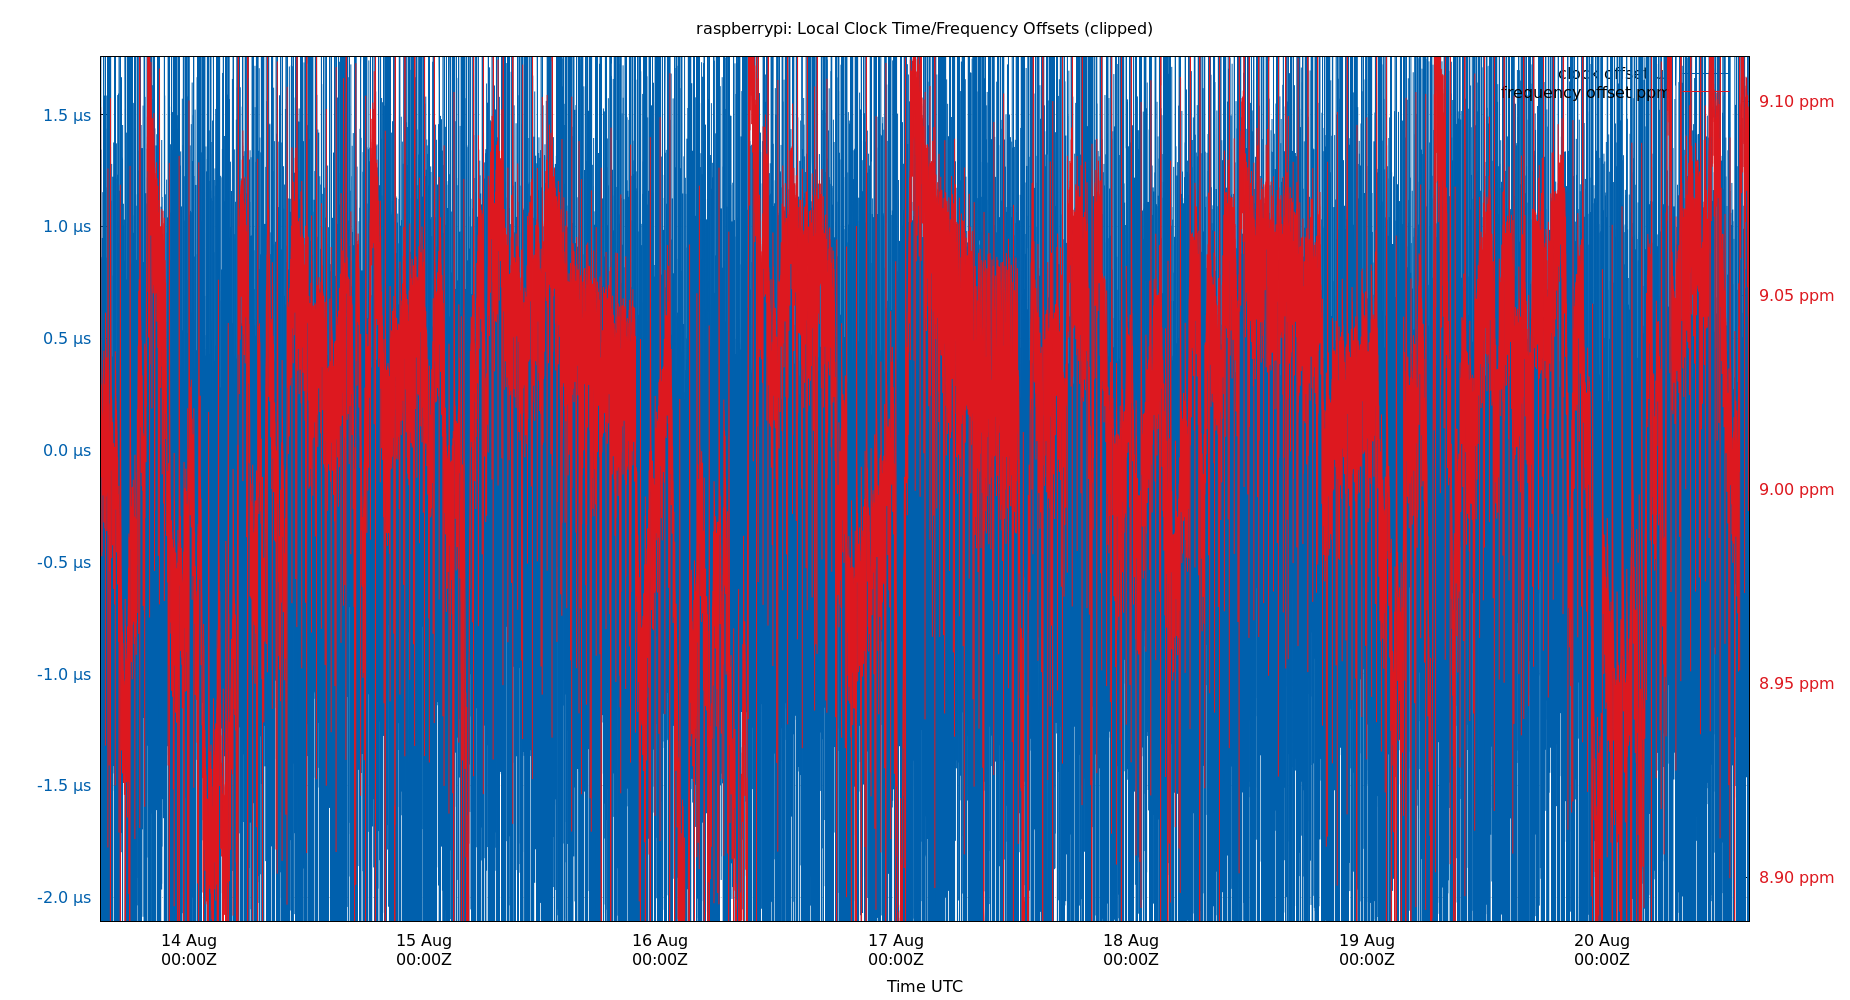 raspberrypi: Local Clock Time/Frequency Offsets (clipped)
clock offset
frequency offset ppm
1.5 µs
1.0 µs
0.5 µs
0.0 µs
-0.5 µs
-1.0 µs
-1.5 µs
-2.0 µs
9.10 ppm
9.05 ppm
9.00 ppm
8.95 ppm
8.90 ppm
14 Aug
00:00Z
15 Aug
00:00Z
16 Aug
00:00Z
17 Aug
00:00Z
18 Aug
00:00Z
19 Aug
00:00Z
20 Aug
00:00Z
Time UTC